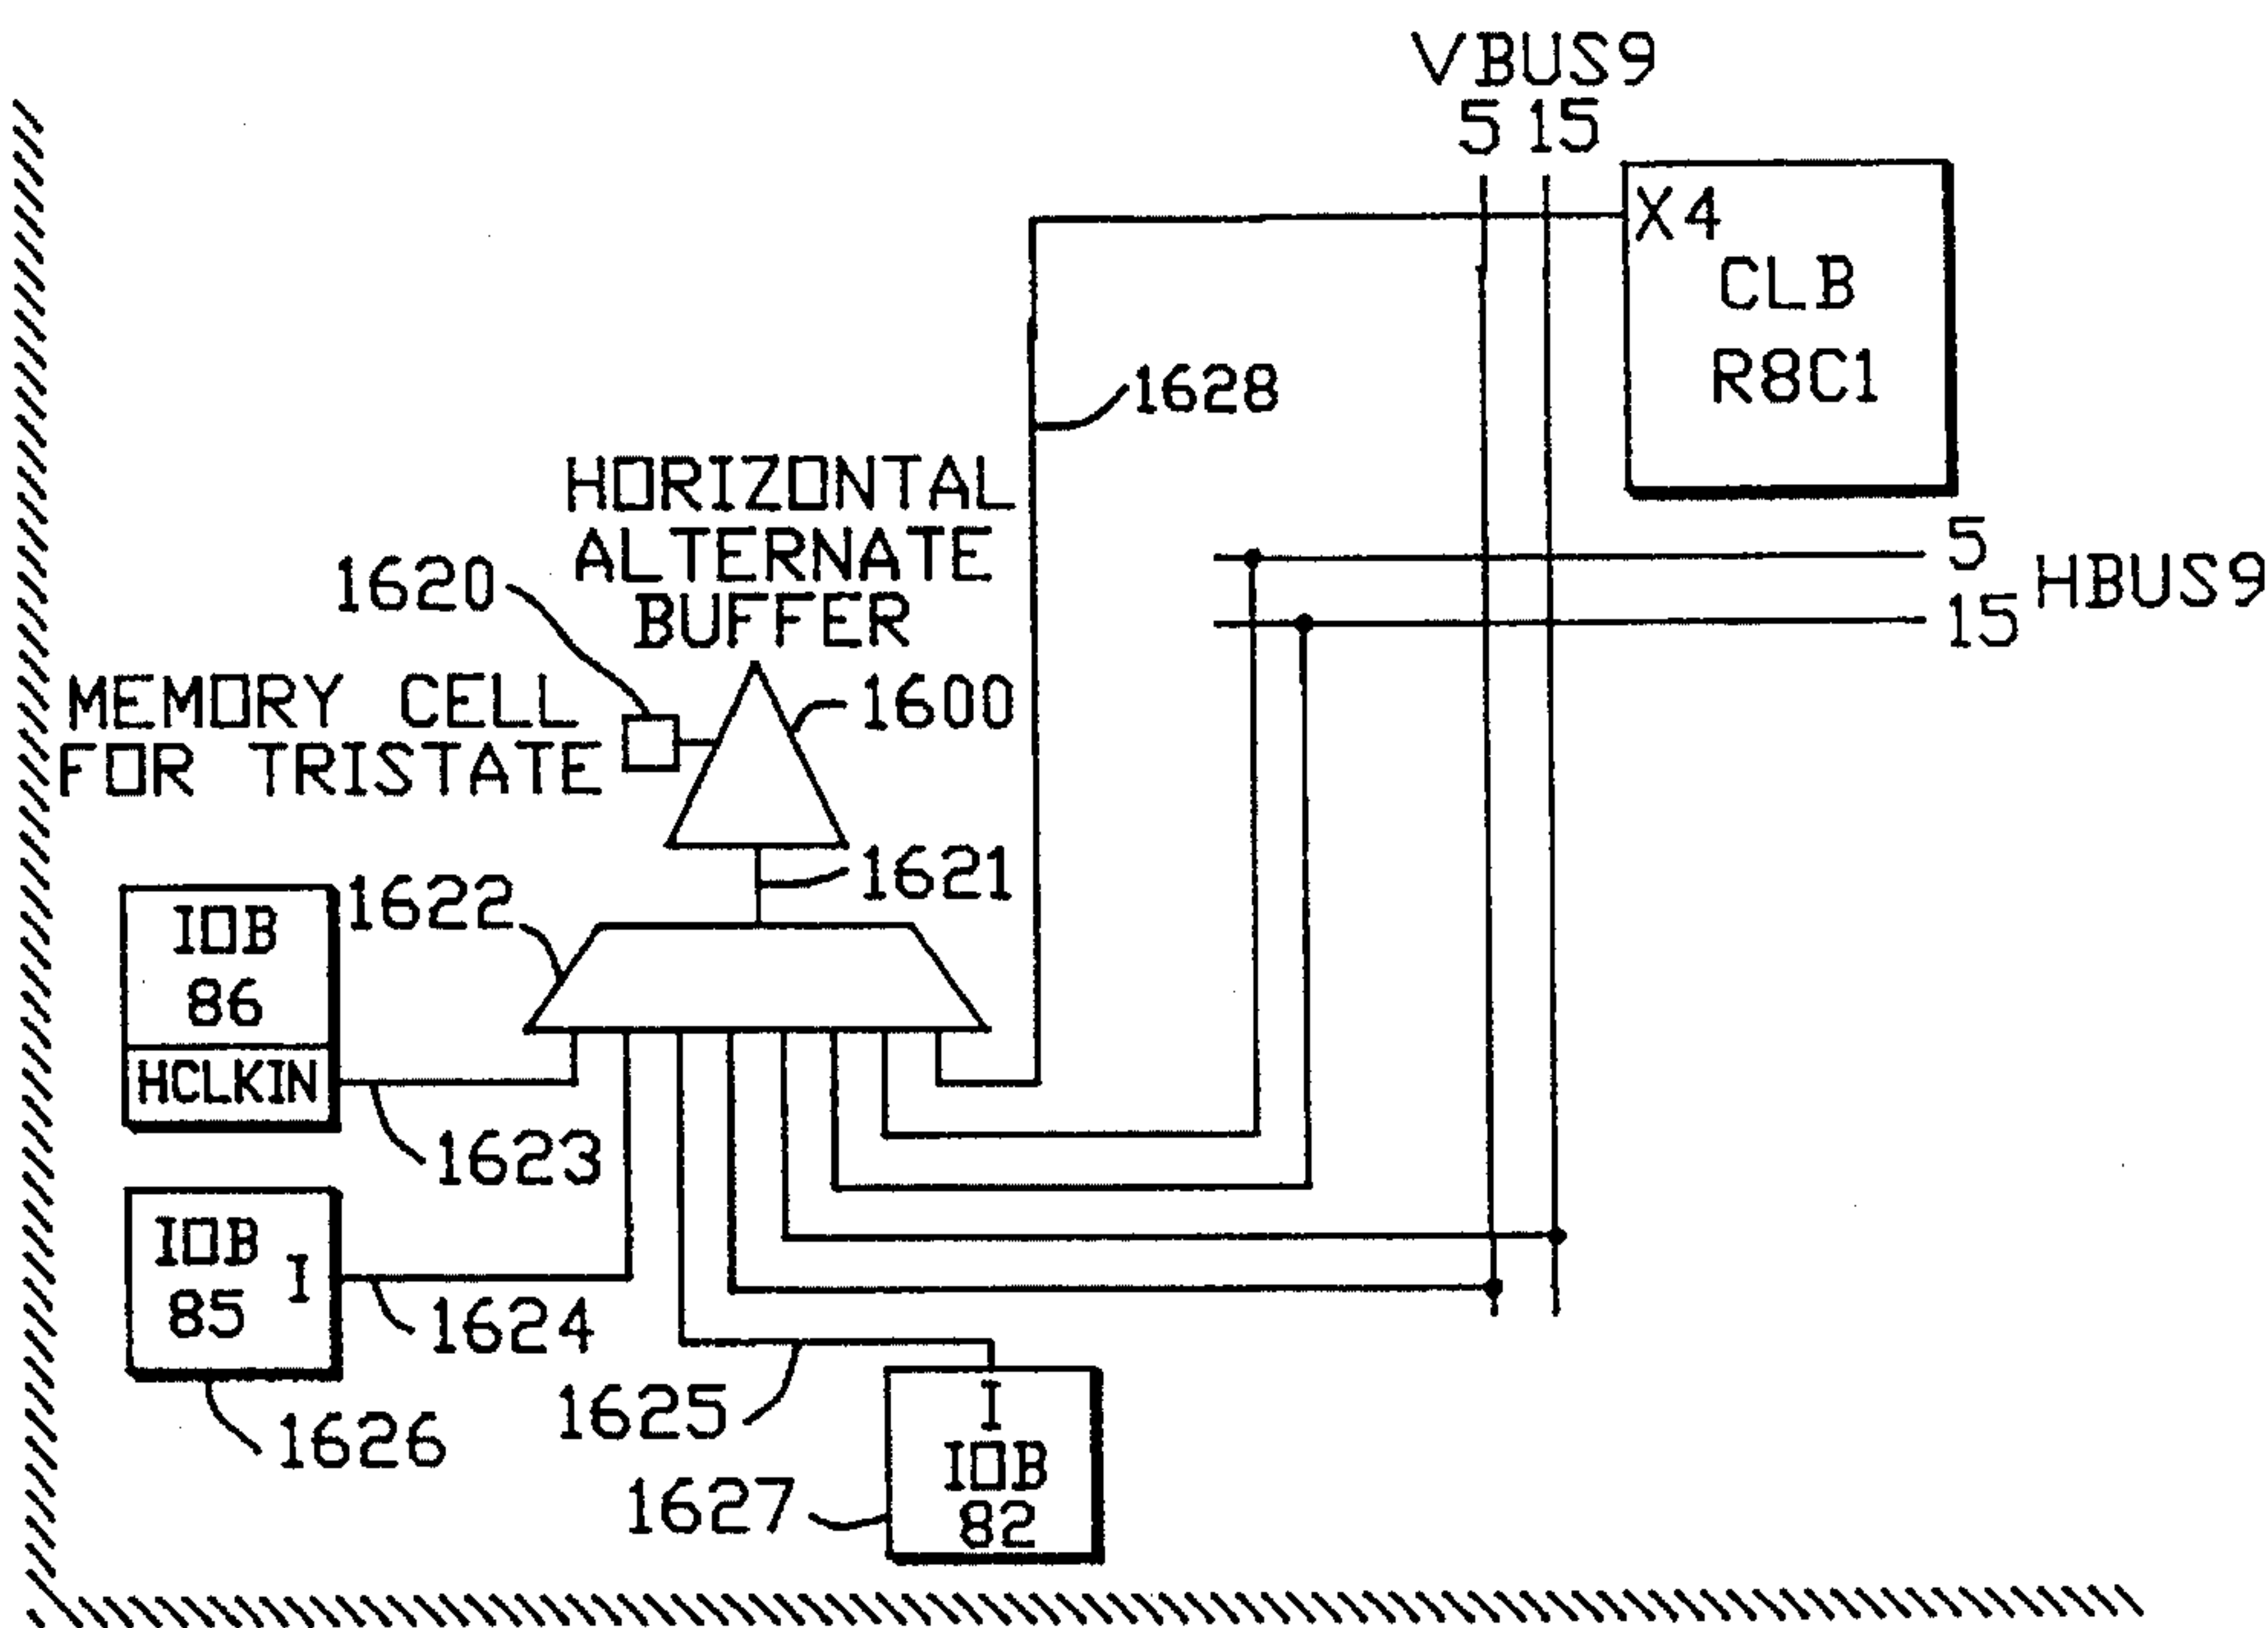 VBUS9
5 15
X4
CLB
R8C1
1628
HORIZONTAL
ALTERNATE
BUFFER
5
HBUS9
15
1620
1600
MEMORY CELL
FOR TRISTATE
1621
1622
IOB
86
HCLKIN
1623
IOB
I
85
1624
1625
1626
I
IOB
82
1627